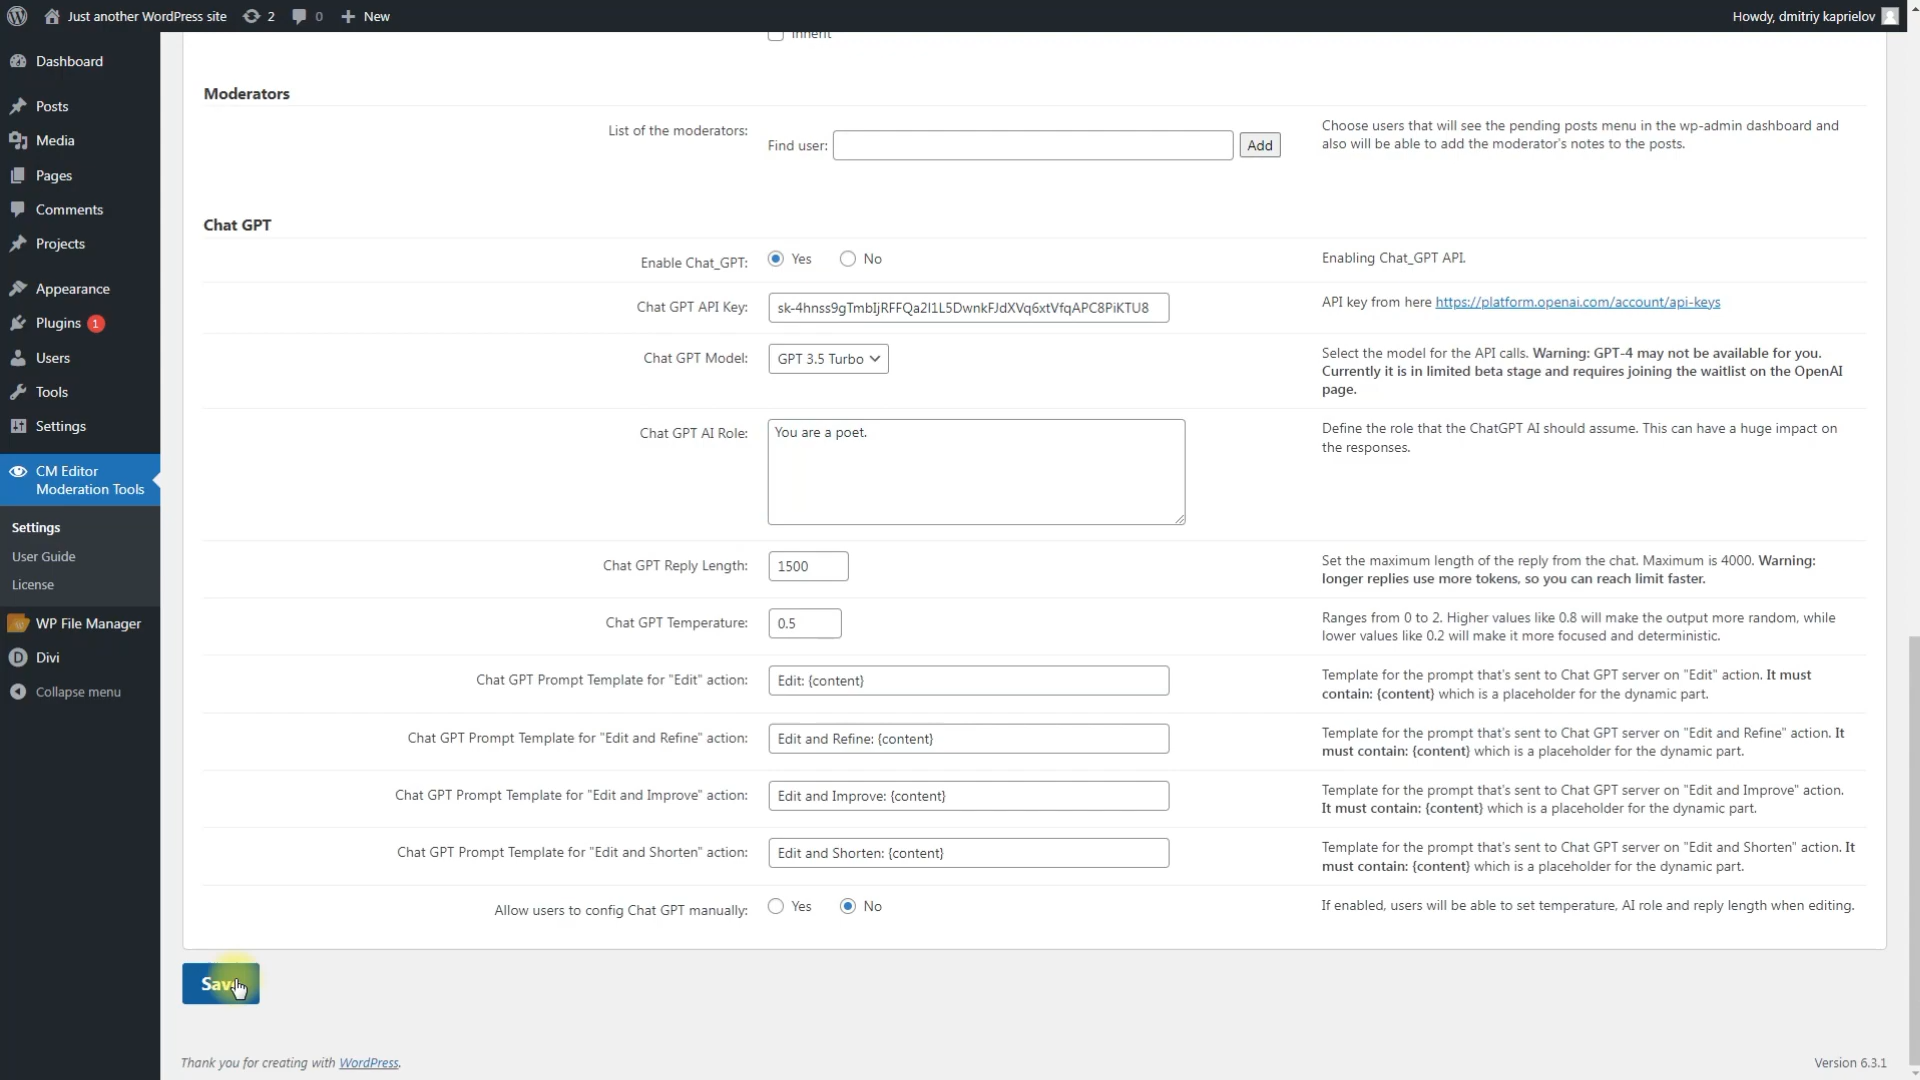 Just another WordPress site
2
0
New
Howdy, dmitriy kaprielov
Dashboard
Posts
Media
Pages
Comments
Projects
Appearance
Plugins 1
Users
Tools
Settings
CM Editor
Moderation Tools
Settings
User Guide
License
WP File Manager
Divi
Collapse menu
Inherit
Moderators
List of the moderators:
Find user:
Add
Choose users that will see the pending posts menu in the wp-admin dashboard and
also will be able to add the moderator's notes to the posts.
Chat GPT
Enable Chat_GPT:
Yes
No
Enabling Chat_GPT API.
Chat GPT API Key:
API key from here https://platform.openai.com/account/api-keys
Chat GPT Model:
GPT 3.5 Turbo
Select the model for the API calls. Warning: GPT-4 may not be available for you.
Currently it is in limited beta stage and requires joining the waitlist on the OpenAI
page.
Chat GPT AI Role:
You are a poet.
Define the role that the ChatGPT AI should assume. This can have a huge impact on
the responses.
Chat GPT Reply Length:
1500
Set the maximum length of the reply from the chat. Maximum is 4000. Warning:
longer replies use more tokens, so you can reach limit faster.
Chat GPT Temperature:
0.5
Ranges from 0 to 2. Higher values like 0.8 will make the output more random, while
lower values like 0.2 will make it more focused and deterministic.
Chat GPT Prompt Template for "Edit" action:
Edit: {content}
Template for the prompt that's sent to Chat GPT server on "Edit" action. It must
contain: {content} which is a placeholder for the dynamic part.
Chat GPT Prompt Template for "Edit and Refine" action:
Edit and Refine: {content}
Template for the prompt that's sent to Chat GPT server on "Edit and Refine" action. It
must contain: {content} which is a placeholder for the dynamic part.
Chat GPT Prompt Template for "Edit and Improve" action:
Edit and Improve: {content}
Template for the prompt that's sent to Chat GPT server on "Edit and Improve" action.
It must contain: {content} which is a placeholder for the dynamic part.
Chat GPT Prompt Template for "Edit and Shorten" action:
Edit and Shorten: {content}
Template for the prompt that's sent to Chat GPT server on "Edit and Shorten" action. It
must contain: {content} which is a placeholder for the dynamic part.
Allow users to config Chat GPT manually:
Yes
No
If enabled, users will be able to set temperature, AI role and reply length when editing.
Save
Thank you for creating with WordPress.
Version 6.3.1